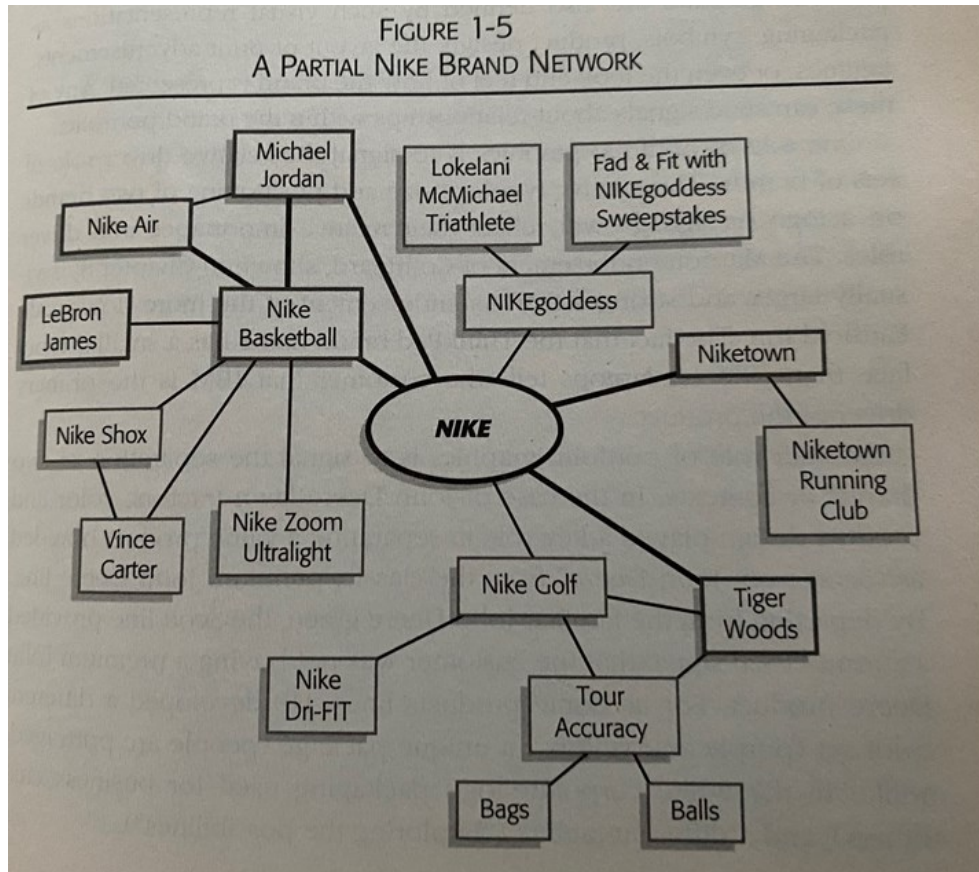 FIGURE 1-5
A PARTIAL NIKE BRAND NETWORK
Michael
Jordan
Lokelani
McMichael
Triathlete
Fad & Fit with
NIKEgoddess
Sweepstakes
Nike Air
NIKEgoddess
LeBron
James
Nike
Basketball
Niketown
NIKE
Nike Shox
Niketown
Running
Club
Vince
Carter
Nike Zoom
Ultralight
Nike Golf
Tiger
Woods
Nike
Dri-FIT
Tour
Accuracy
Bags
Balls